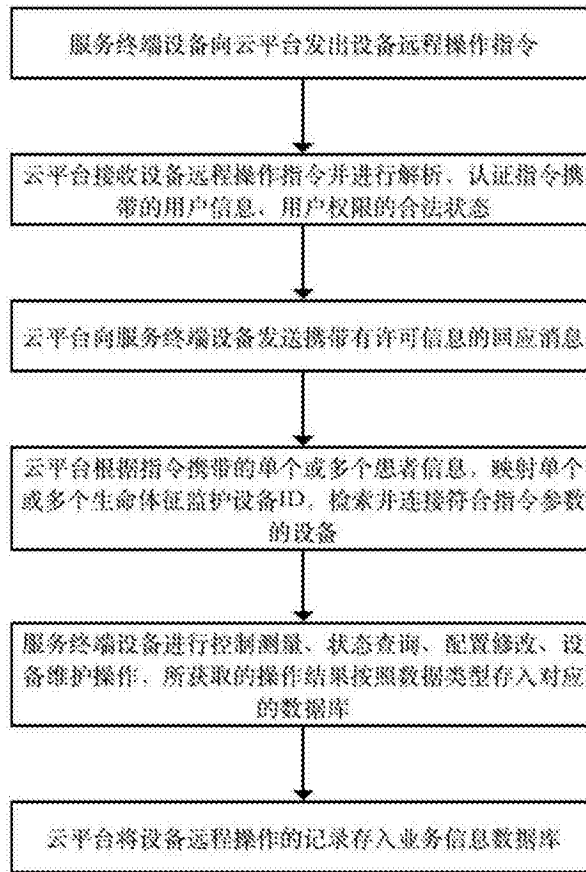 服务终端设备向云平台发出设备远程操作指令
云平台接收设备远程操作指令并进行解析、认证指令携
带的用户信息、用户权限的合法状态
云平台向服务终端设备发送携带有许可信息的回应消息
云平台根据指令携带的单个或多个患者信息，映射单个
或多个生命体征监护设备ID，检索并连接符合指令参数
的设备
服务终端设备进行控制测量、状态查询、配置修改、设
备维护操作，所获取的操作结果按照数据类型存入对应
的数据库
云平台将设备远程操作的记录存入业务信息数据库